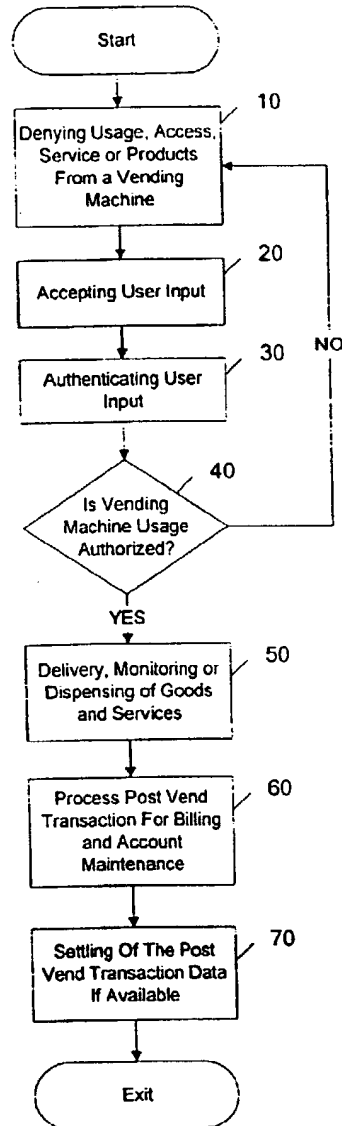 Start
10
Denying Usage, Access,
Service or Products
From a Vending
Machine
20
Accepting User Input
30
Authenticating User
Input
NO
40
Is Vending
Machine Usage
Authorized?
YES
50
Delivery, Monitoring or
Dispensing of Goods
and Services
60
Process Post Vend
Transaction For Billing
and Account
Maintenance
70
Settling Of The Post
Vend Transaction Data
If Available
Exit